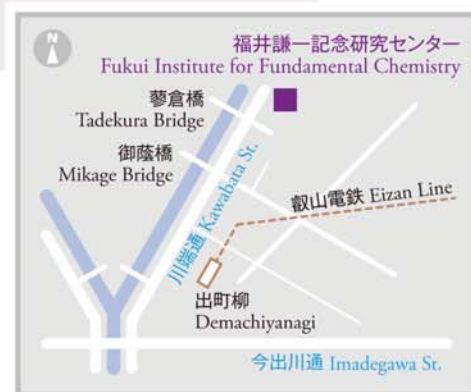 N
福井謙一記念研究センター
Fukui Institute for Fundamental Chemistry
蓼倉橋
Tadekura Bridge
御蔭橋
Mikage Bridge
川端通 Kawabata St.
叡山電鉄 Eizan Line
出町柳
Demachiyanagi
今出川通 Imadegawa St.